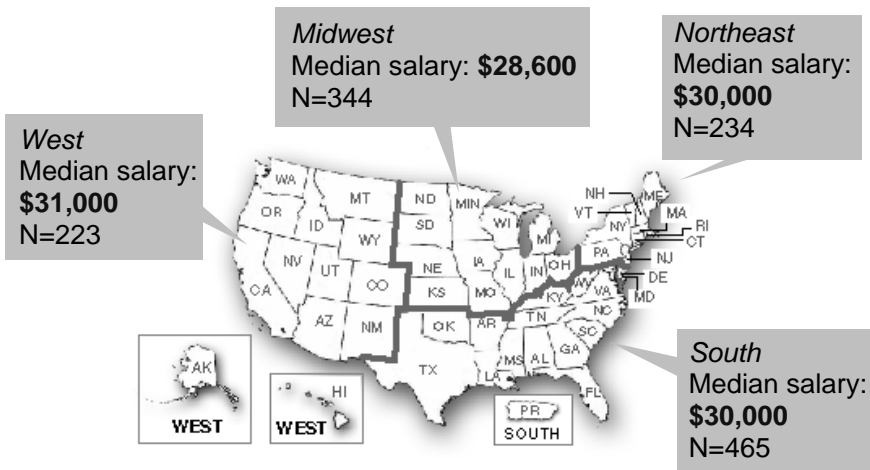 Midwest
Median salary: $28,600
N=344
Northeast
Median salary:
$30,000
N=234
West
Median salary:
$31,000
N=223
WA
OR
CA
NV
ID
MT
WY
UT
CO
AZ
NM
ND
SD
NE
KS
MIN
IA
MO
WI
IL
MI
IN
OH
OK
TX
AR
LA
MS
AL
TN
KY
GA
FL
SC
NC
VA
WV
PA
NY
VT
NH
ME
MA
RI
CT
NJ
DE
MD
AK
WEST
HI
WEST
PR
SOUTH
South
Median salary:
$30,000
N=465